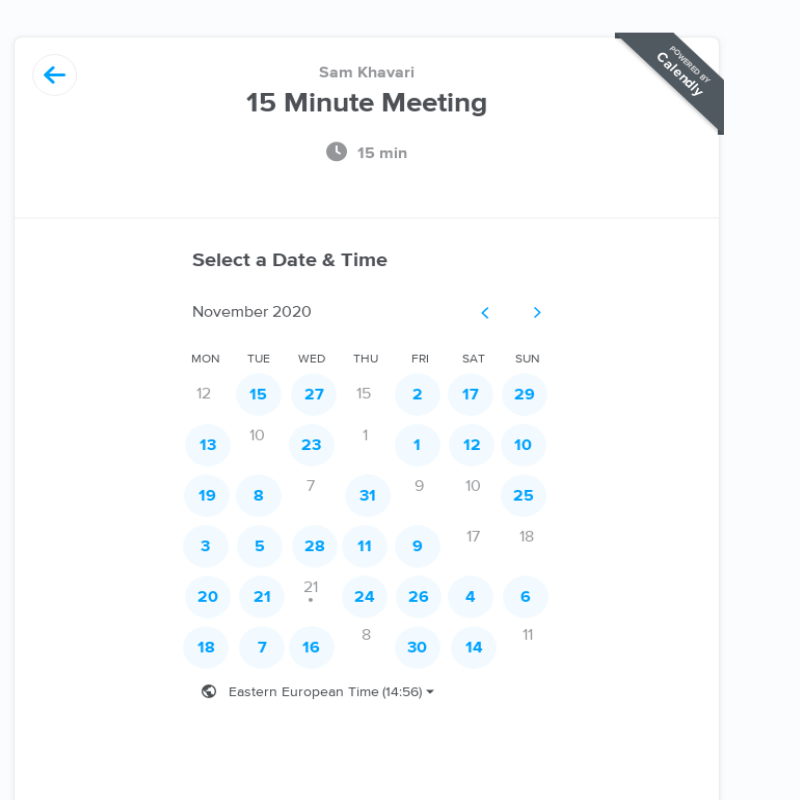 POWERED BY
Calendly
Sam Khavari
15 Minute Meeting
15 min
Select a Date & Time
November 2020
MON TUE WED THU FRI SAT SUN
12 15 27 15 2 17 29
13 10 23 1 1 12 10
19 8 7 31 9 10 25
3 5 28 11 9 17 18
20 21 21 24 26 4 6
18 7 16 8 30 14 11
Eastern European Time (14:56)